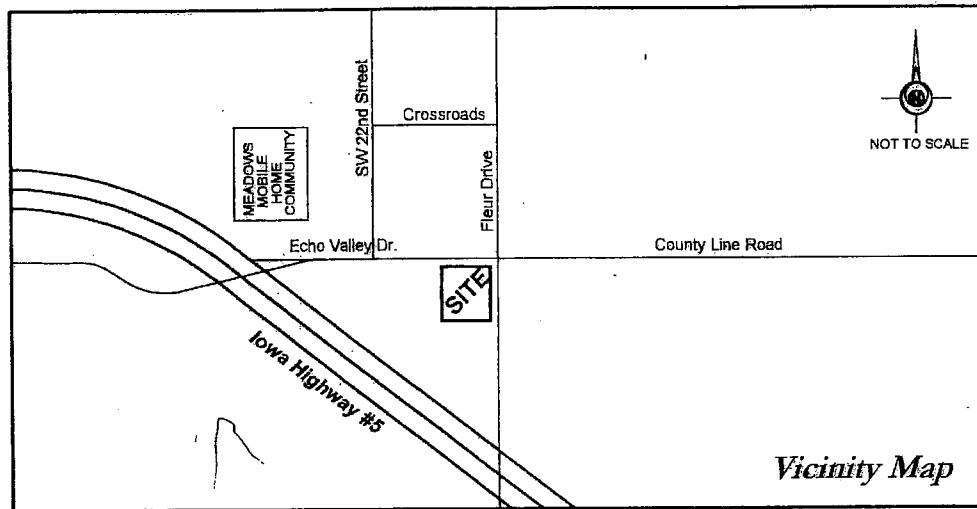 SW 22nd Street
Crossroads
NOT TO SCALE
MEADOWS
MOBILE
HOME
COMMUNITY
Fleur Drive
Echo Valley Dr.
County Line Road
SITE
Iowa Highway #5
Vicinity Map